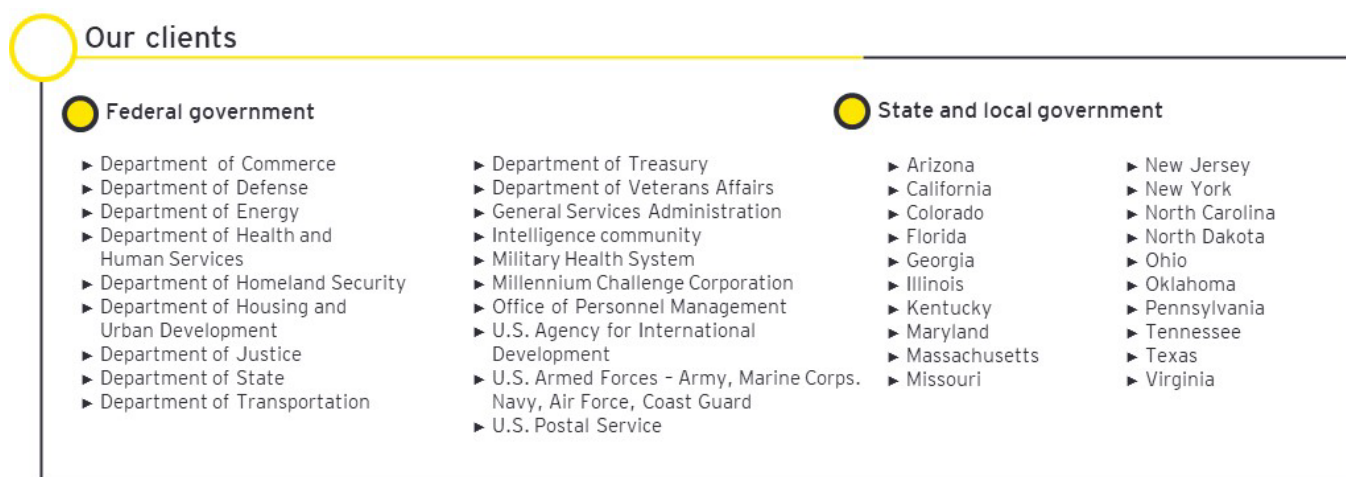 Our clients
Federal government
► Department of Commerce
► Department of Defense
► Department of Energy
► Department of Health and
Human Services
► Department of Homeland Security
► Department of Housing and
Urban Development
► Department of Justice
► Department of State
► Department of Transportation
► Department of Treasury
► Department of Veterans Affairs
► General Services Administration
► Intelligence community
► Military Health System
► Millennium Challenge Corporation
► Office of Personnel Management
► U.S. Agency for International
Development
► U.S. Armed Forces – Army, Marine Corps.
Navy, Air Force, Coast Guard
► U.S. Postal Service
State and local government
► Arizona
► California
► Colorado
► Florida
► Georgia
► Illinois
► Kentucky
► Maryland
► Massachusetts
► Missouri
► New Jersey
► New York
► North Carolina
► North Dakota
► Ohio
► Oklahoma
► Pennsylvania
► Tennessee
► Texas
► Virginia